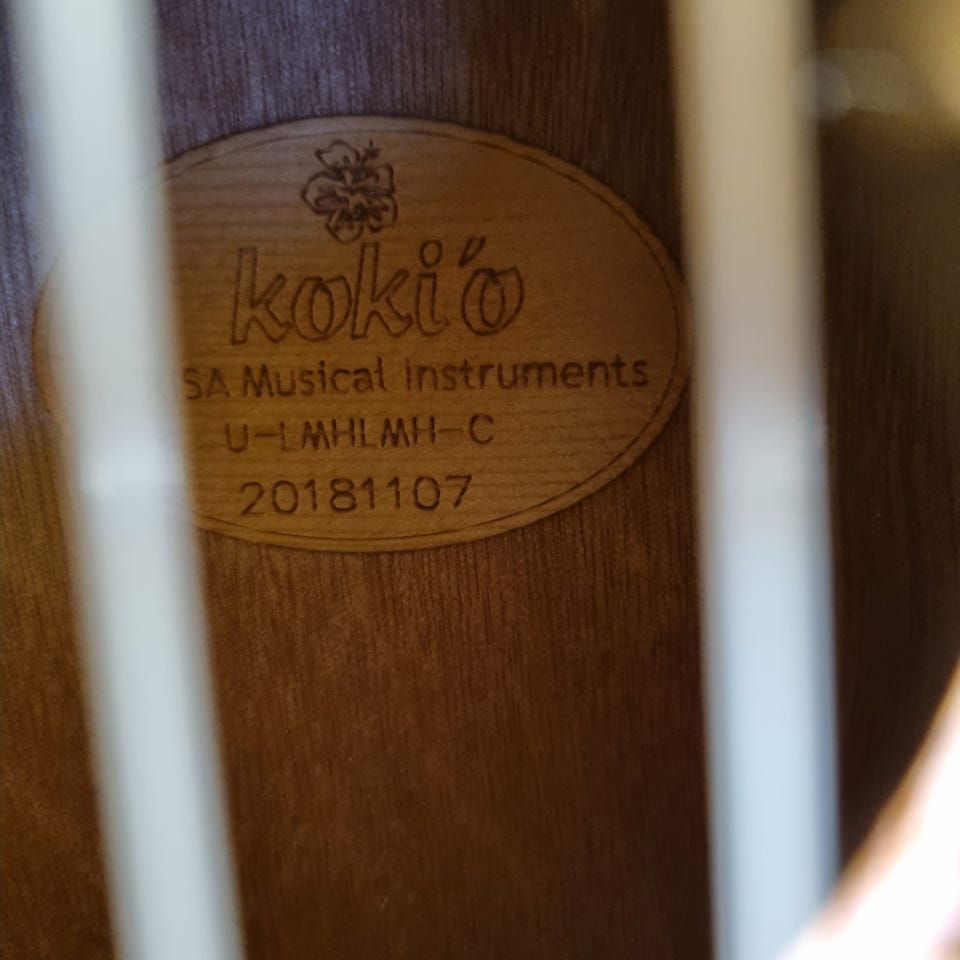 koki'o
SA Musical Instruments
U-LMHLMH-C
20181107